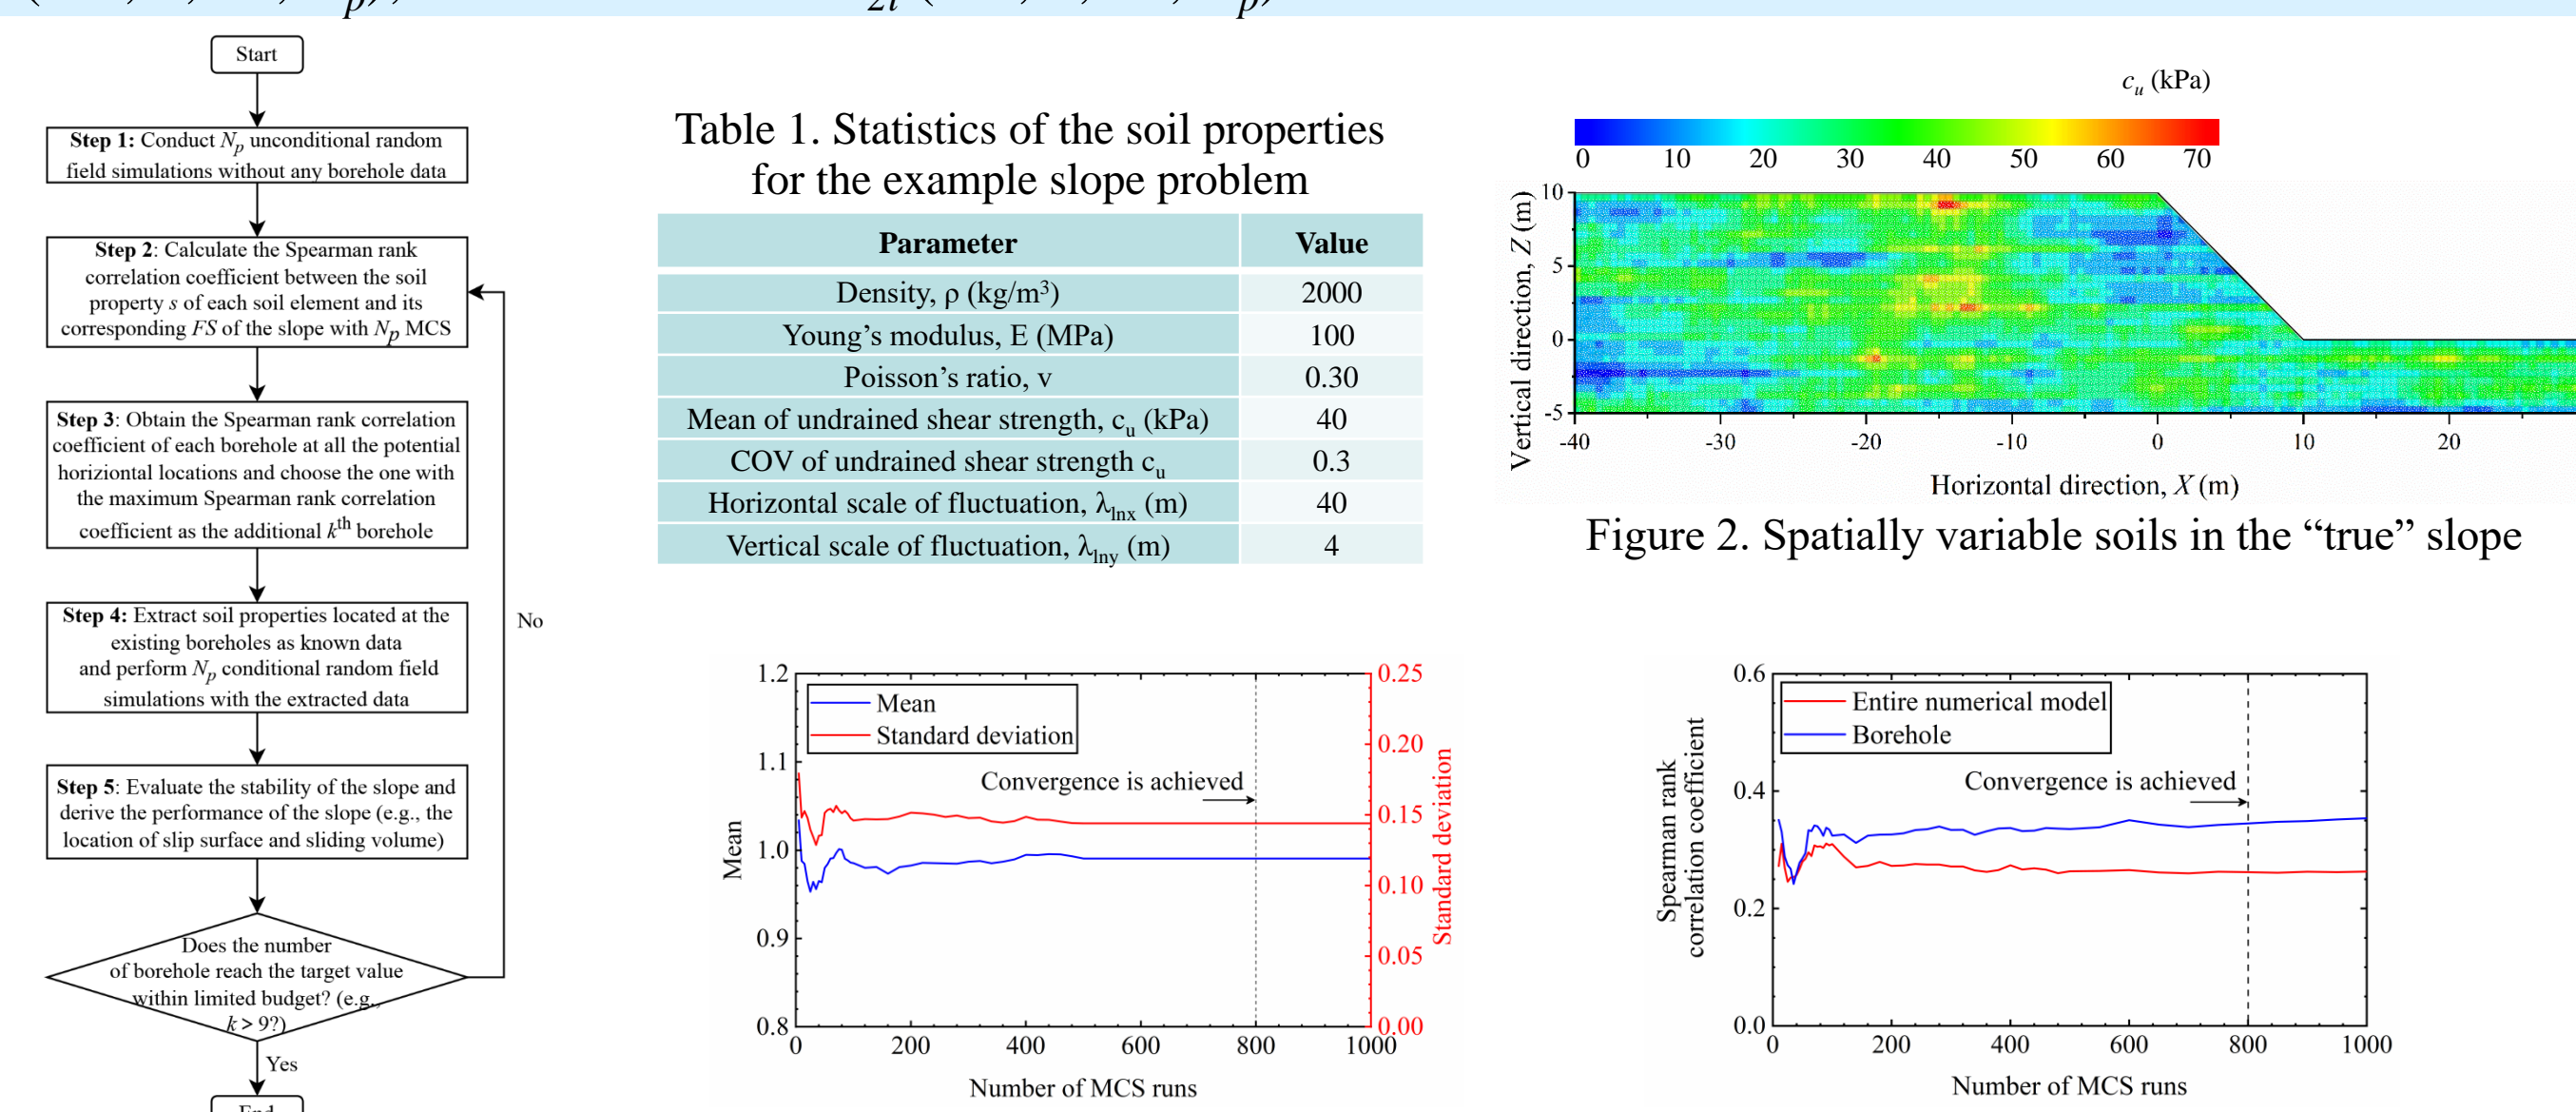 Start
Step 1: Conduct Np unconditional random
field simulations without any borehole data
Step 2: Calculate the Spearman rank
correlation coefficient between the soil
property s of each soil element and its
corresponding FS of the slope with Np MCS
Step 3: Obtain the Spearman rank correlation
coefficient of each borehole at all the potential
horiziontal locations and choose the one with
the maximum Spearman rank correlation
coefficient as the additional kth borehole
Step 4: Extract soil properties located at the
existing boreholes as known data
and perform Np conditional random field
simulations with the extracted data
No
Step 5: Evaluate the stability of the slope and
derive the performance of the slope (e.g., the
location of slip surface and sliding volume)
Does the number
of borehole reach the target value
within limited budget? (e.g.,
k > 9?)
Yes
End
Table 1. Statistics of the soil properties
for the example slope problem
Parameter Value
Density, ρ (kg/m3) 2000
Young's modulus, E (MPa) 100
Poisson's ratio, v 0.30
Mean of undrained shear strength, cu (kPa) 40
COV of undrained shear strength cu 0.3
Horizontal scale of fluctuation, λlnx (m) 40
Vertical scale of fluctuation, λlny (m) 4
cu (kPa)
0 10 20 30 40 50 60 70
Vertical direction, Z (m)
10
5
0
-5
-40 -30 -20 -10 0 10 20
Horizontal direction, X (m)
Figure 2. Spatially variable soils in the “true” slope
Mean
1.2
1.1
1.0
0.9
0.8
Mean
Standard deviation
Convergence is achieved
0.25
0.20
0.15
0.10
0.05
0.00
Standard deviation
0 200 400 600 800 1000
Number of MCS runs
Spearman rank
correlation coefficient
0.6
0.4
0.2
0.0
Entire numerical model
Borehole
Convergence is achieved
0 200 400 600 800 1000
Number of MCS runs